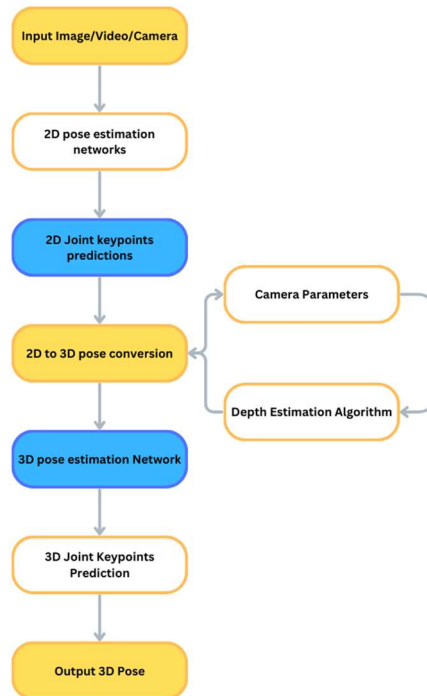 Input Image/Video/Camera
2D pose estimation
networks
2D Joint keypoints
predictions
Camera Parameters
2D to 3D pose conversion
Depth Estimation Algorithm
3D pose estimation Network
3D Joint Keypoints
Prediction
Output 3D Pose